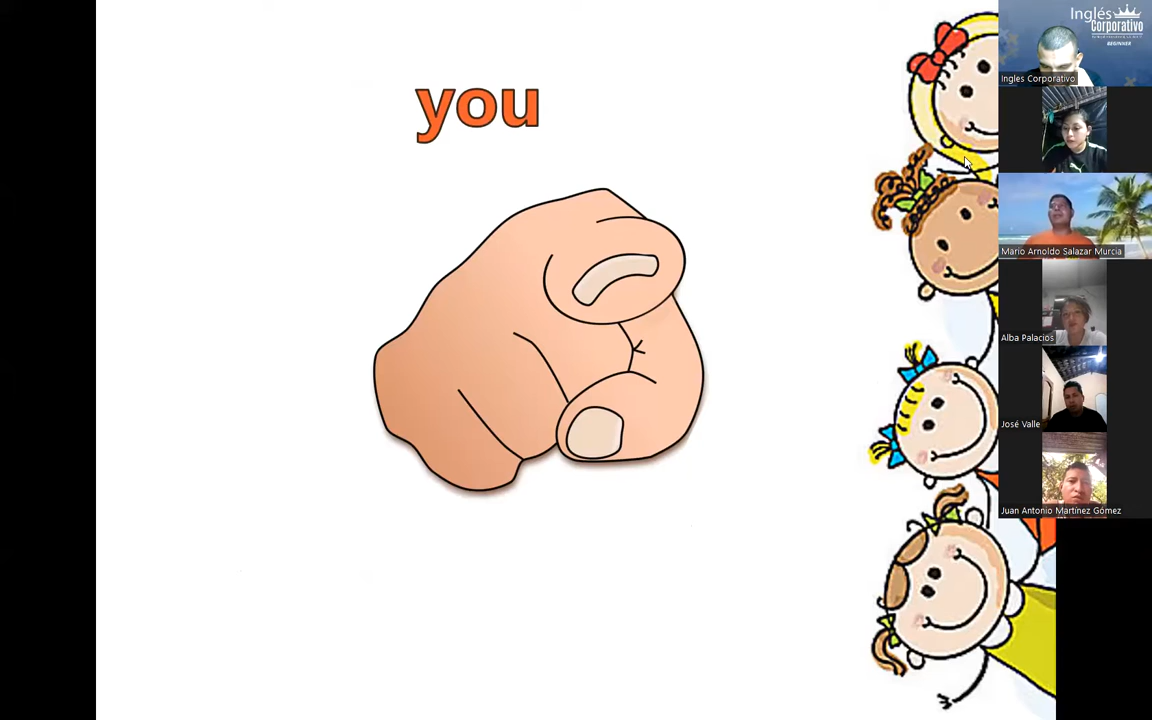 you
Inglés
Corporativo
BEGINNER
Ingles Corporativo
Mario Arnoldo Salazar Murcia
Alba Palacios
José Valle
Juan Antonio Martínez Gómez